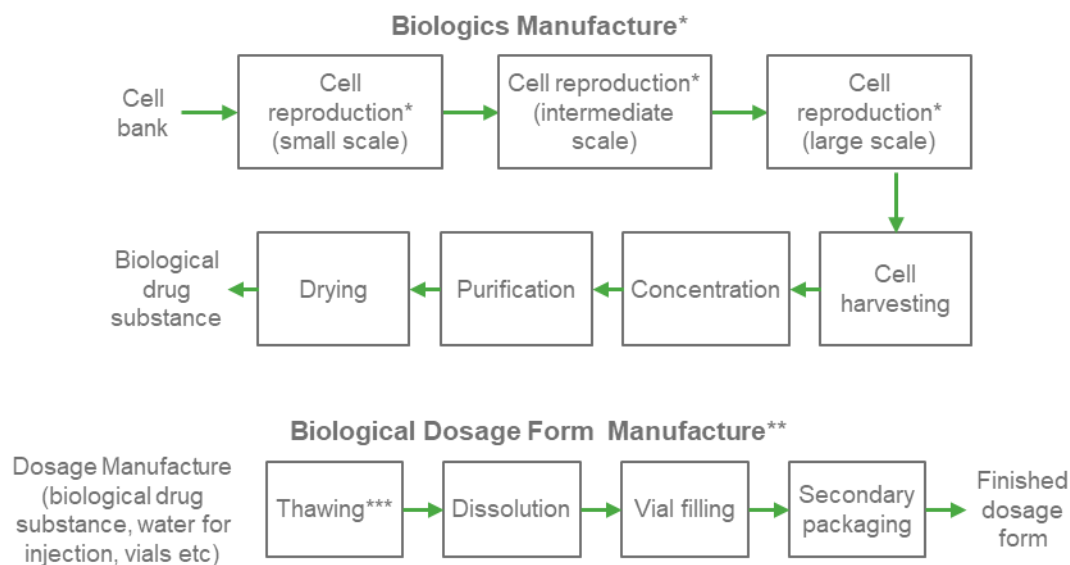 Biologics Manufacture*
Cell
bank
Cell
reproduction*
(small scale)
Cell reproduction*
(intermediate
scale)
Cell
reproduction*
(large scale)
Biological
drug
substance
Drying
Purification
Concentration
Cell
harvesting
Biological Dosage Form Manufacture**
Dosage Manufacture
(biological drug
substance, water for
injection, vials etc)
Thawing***
Dissolution
Vial filling
Secondary
packaging
Finished
dosage
form